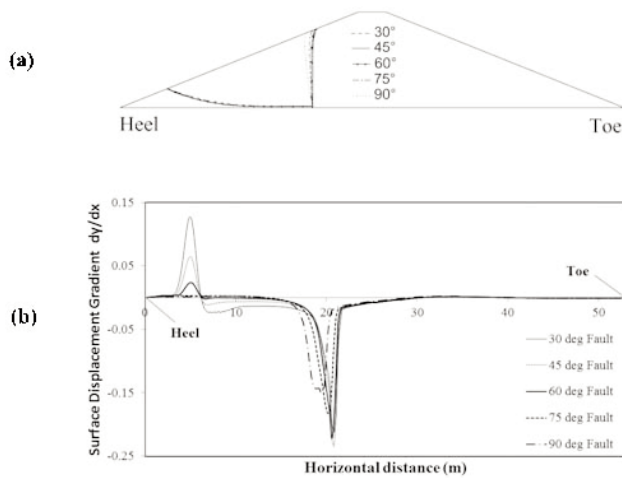 (a)
30°
45°
60°
75°
90°
Heel
Toe
(b)
Surface Displacement Gradient dy/dx
0.15
0.05
-0.05
-0.15
-0.25
0
10
20
30
40
50
Heel
Toe
30 deg Fault
45 deg Fault
60 deg Fault
75 deg Fault
90 deg Fault
Horizontal distance (m)